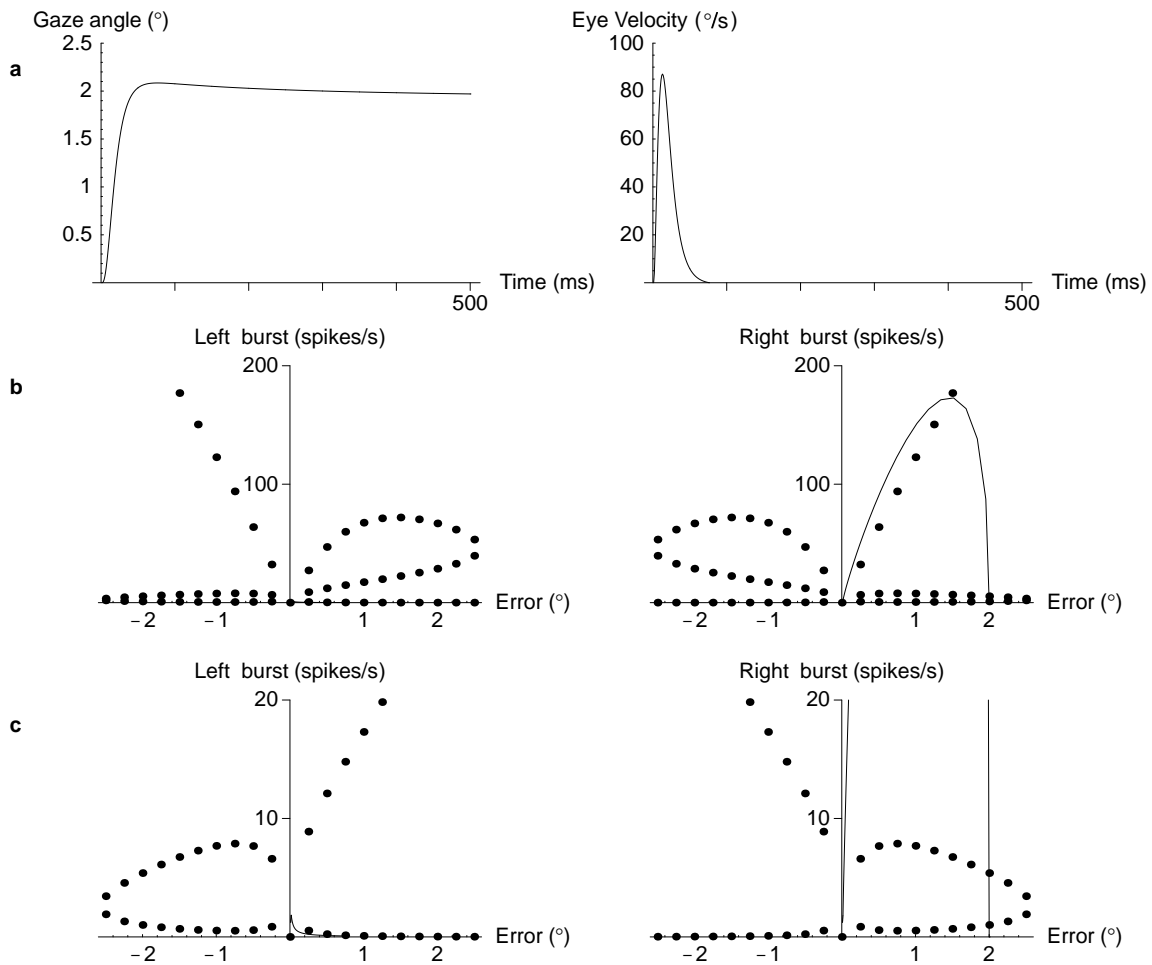 Gaze angle (°)
Eye Velocity (°/s)
a
2.5
2
1.5
1
0.5
Time (ms)
500
100
80
60
40
20
Time (ms)
500
Left burst (spikes/s)
Right burst (spikes/s)
b
200
100
Error (°)
−2
−1
1
2
200
100
Error (°)
−2
−1
1
2
Left burst (spikes/s)
Right burst (spikes/s)
c
20
10
Error (°)
−2
−1
1
2
20
10
Error (°)
−2
−1
1
2